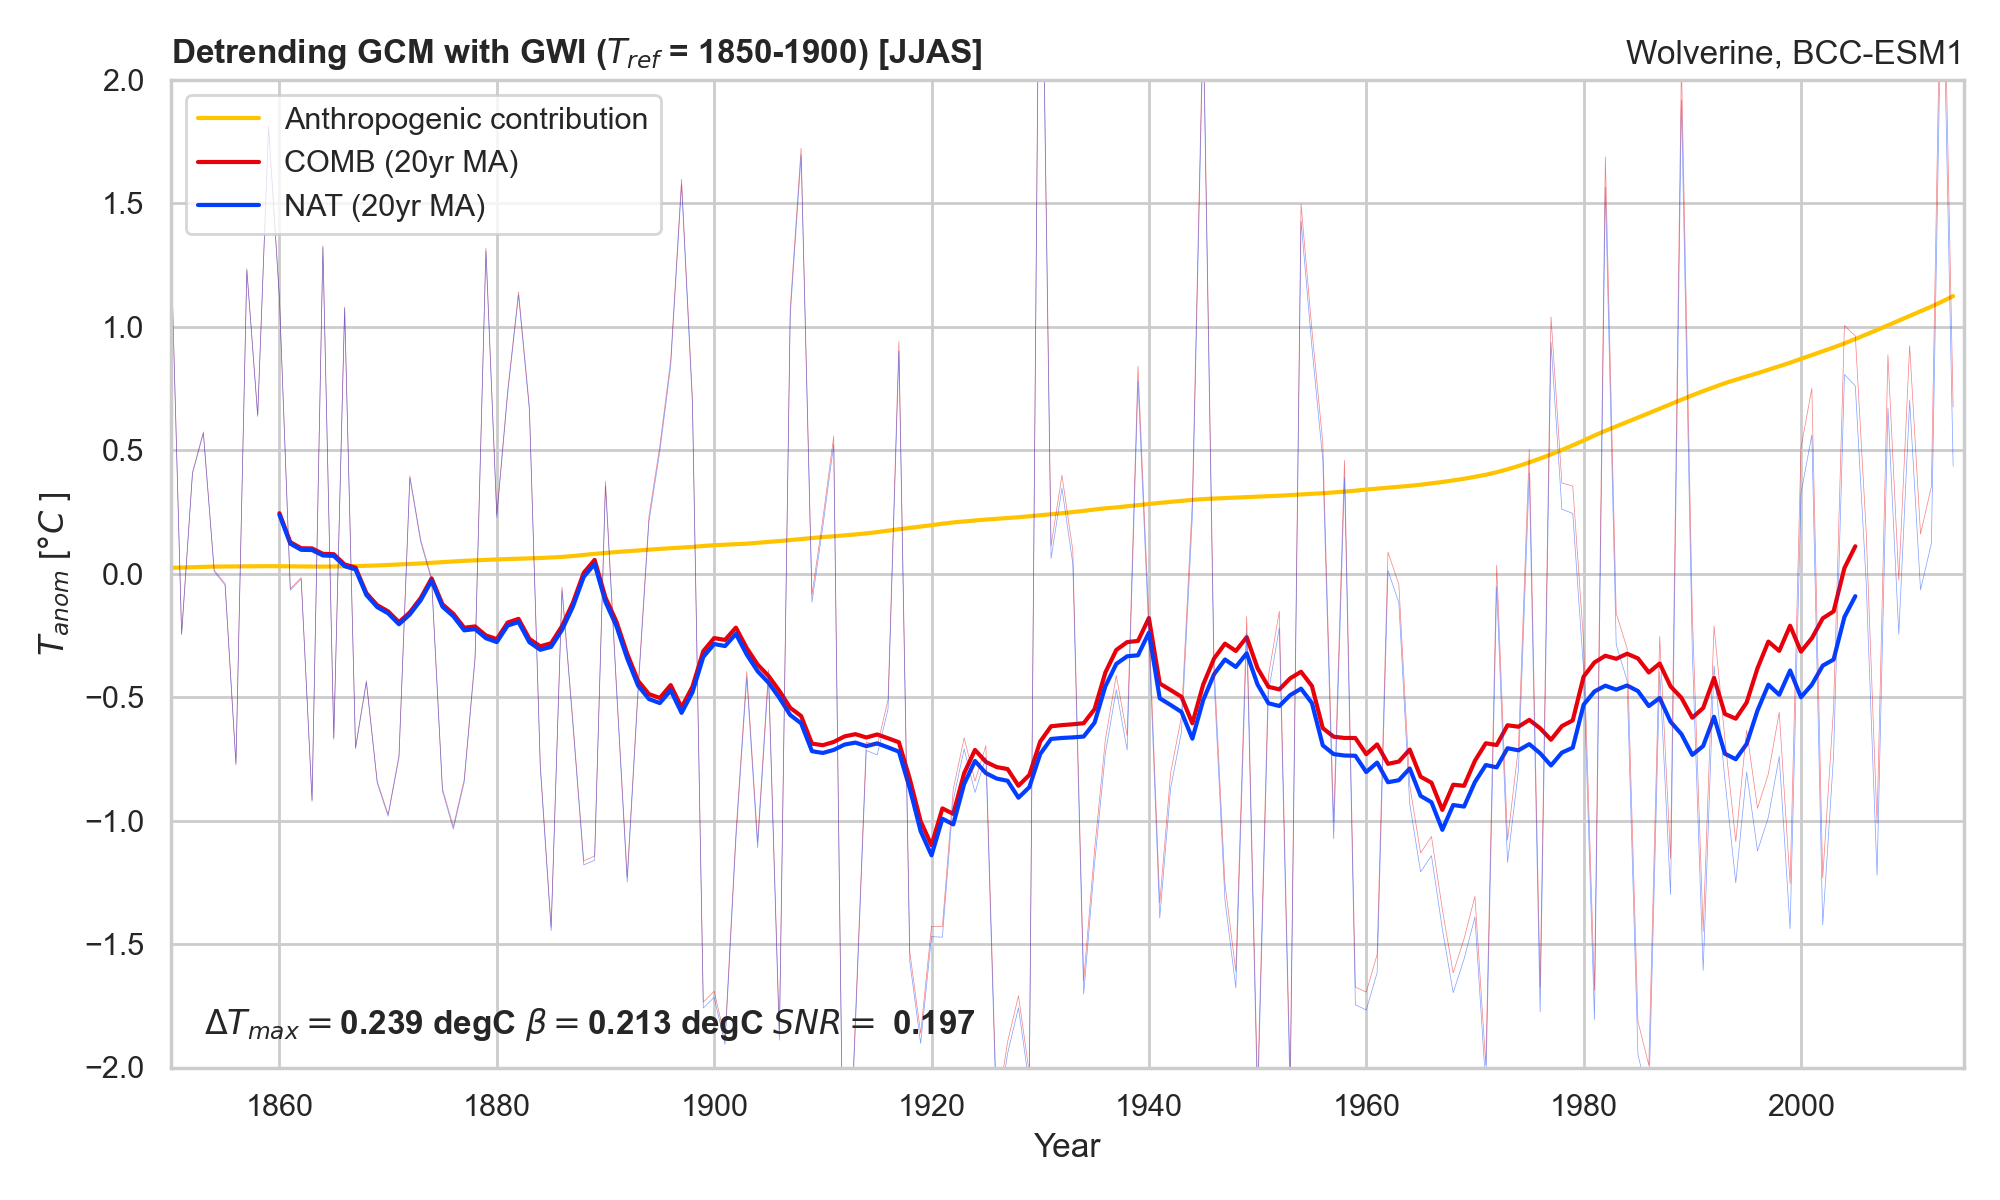 Detrending GCM with GWI (T_ref = 1850-1900) [JJAS]
Wolverine, BCC-ESM1
Anthropogenic contribution
COMB (20yr MA)
NAT (20yr MA)
2.0
1.5
1.0
0.5
0.0
−0.5
−1.0
−1.5
−2.0
T_anom [°C ]
ΔT_max = 0.239 degC β = 0.213 degC SNR = 0.197
1860 1880 1900 1920 1940 1960 1980 2000
Year